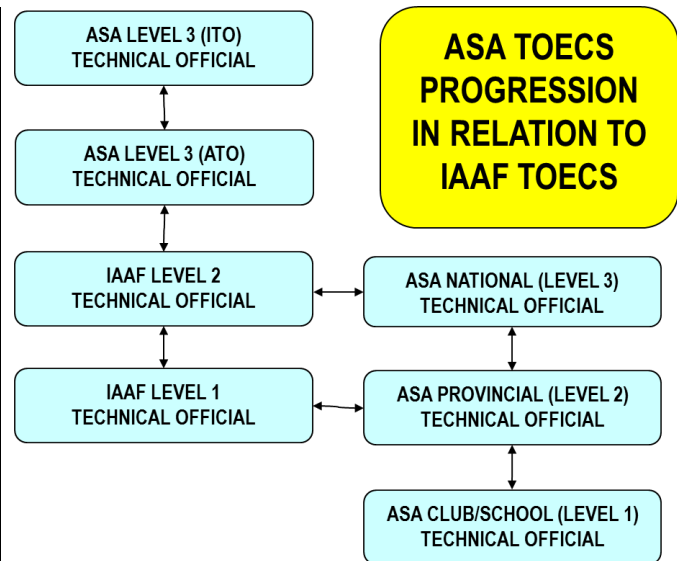 ASA LEVEL 3 (ITO)
TECHNICAL OFFICIAL
ASA TOECS
PROGRESSION
IN RELATION TO
IAAF TOECS
ASA LEVEL 3 (ATO)
TECHNICAL OFFICIAL
IAAF LEVEL 2
TECHNICAL OFFICIAL
ASA NATIONAL (LEVEL 3)
TECHNICAL OFFICIAL
IAAF LEVEL 1
TECHNICAL OFFICIAL
ASA PROVINCIAL (LEVEL 2)
TECHNICAL OFFICIAL
ASA CLUB/SCHOOL (LEVEL 1)
TECHNICAL OFFICIAL